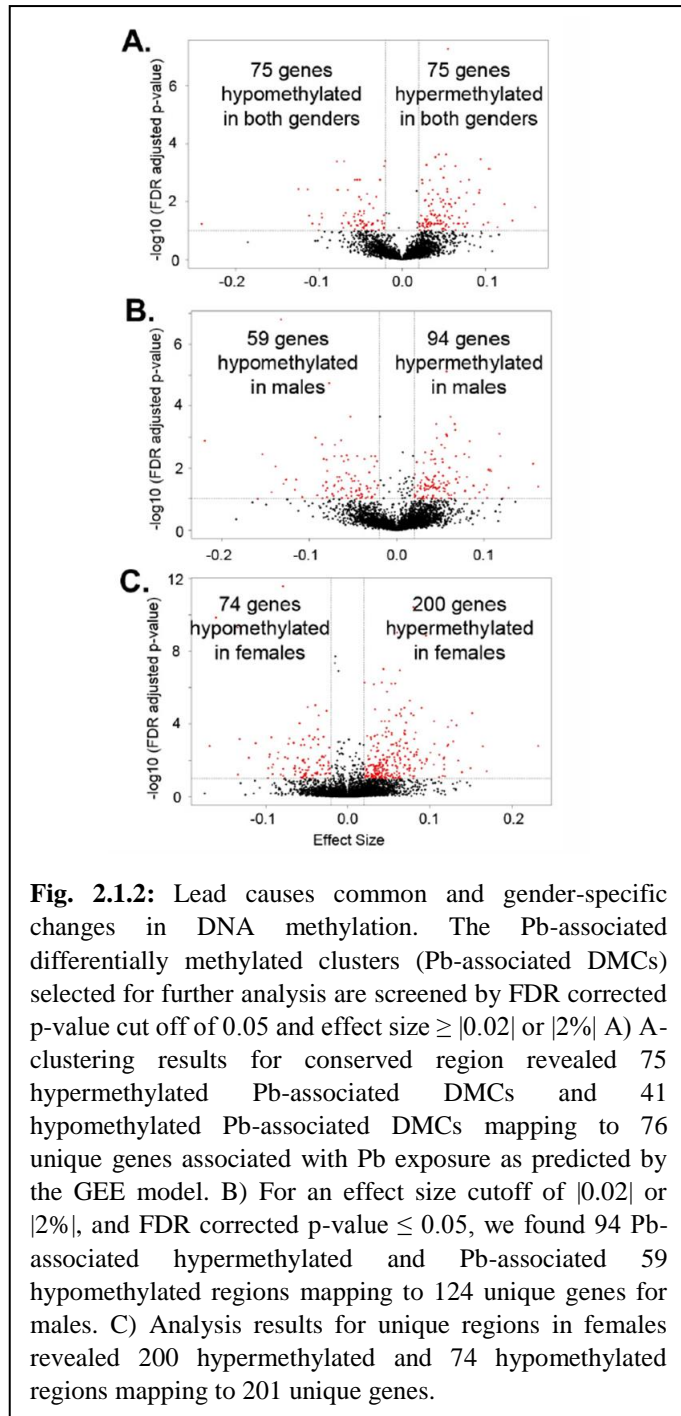 A.
75 genes
hypomethylated
in both genders
75 genes
hypermethylated
in both genders
-log10 (FDR adjusted p-value)
6
4
2
0
-0.2
-0.1
0.0
0.1
B.
59 genes
hypomethylated
in males
94 genes
hypermethylated
in males
-log10 (FDR adjusted p-value)
6
4
2
0
-0.2
-0.1
0.0
0.1
C.
74 genes
hypomethylated
in females
200 genes
hypermethylated
in females
-log10 (FDR adjusted p-value)
12
8
4
0
-0.1
0.0
0.1
0.2
Effect Size
Fig. 2.1.2: Lead causes common and gender-specific
changes in DNA methylation. The Pb-associated
differentially methylated clusters (Pb-associated DMCs)
selected for further analysis are screened by FDR corrected
p-value cut off of 0.05 and effect size ≥ |0.02| or |2%| A) A-
clustering results for conserved region revealed 75
hypermethylated Pb-associated DMCs and 41
hypomethylated Pb-associated DMCs mapping to 76
unique genes associated with Pb exposure as predicted by
the GEE model. B) For an effect size cutoff of |0.02| or
|2%|, and FDR corrected p-value ≤ 0.05, we found 94 Pb-
associated hypermethylated and Pb-associated 59
hypomethylated regions mapping to 124 unique genes for
males. C) Analysis results for unique regions in females
revealed 200 hypermethylated and 74 hypomethylated
regions mapping to 201 unique genes.